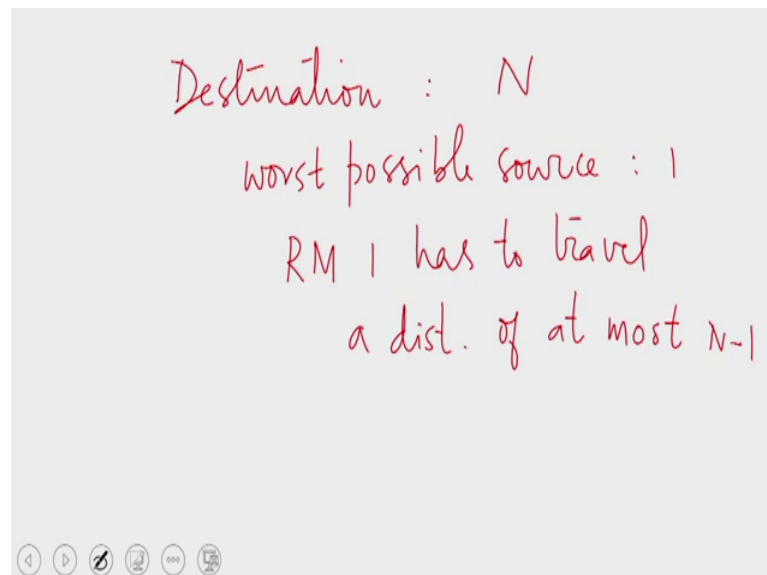 Destination : N
worst possible source : 1
RM 1 has to travel
a dist. of at most N-1